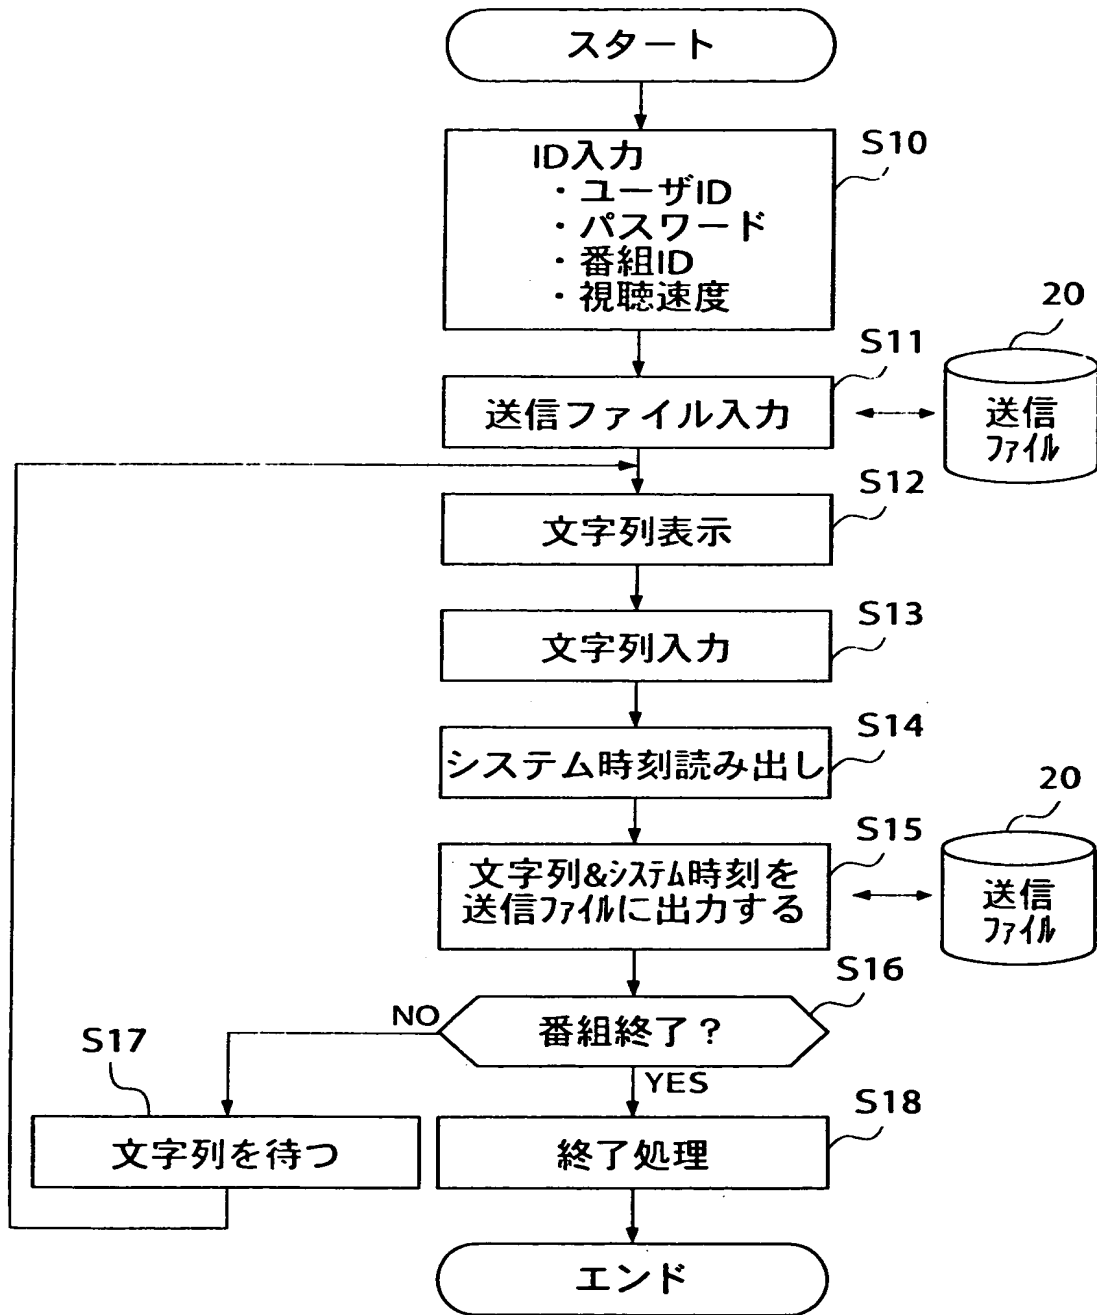 スタート
S10
ID入力
・ユーザID
・パスワード
・番組ID
・視聴速度
S11
20
送信ファイル入力
送信
ファイル
S12
文字列表示
S13
文字列入力
S14
システム時刻読み出し
S15
20
文字列&システム時刻を
送信ファイルに出力する
送信
ファイル
S16
番組終了？
NO
YES
S17
文字列を待つ
S18
終了処理
エンド